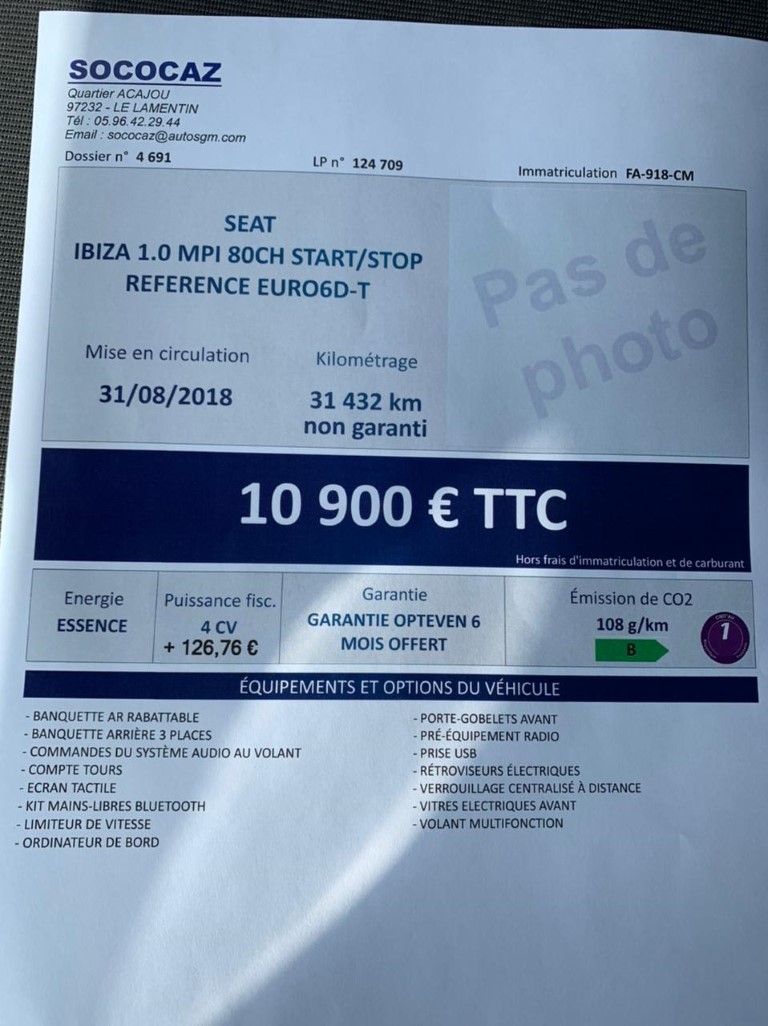 SOCOCAZ
Quartier ACAJOU
97232 - LE LAMENTIN
Tél : 05.96.42.29.44
Email : sococaz@autosgm.com
Dossier n° 4 691 LP n° 124 709 Immatriculation FA-918-CM
SEAT
IBIZA 1.0 MPI 80CH START/STOP
REFERENCE EURO6D-T
Pas de
photo
Mise en circulation Kilométrage
31/08/2018 31 432 km
non garanti
10 900 € TTC
Hors frais d'immatriculation et de carburant
Energie
ESSENCE
Puissance fisc.
4 CV
+ 126,76 €
Garantie
GARANTIE OPTEVEN 6
MOIS OFFERT
Émission de CO2
108 g/km
B
1
ÉQUIPEMENTS ET OPTIONS DU VÉHICULE
- BANQUETTE AR RABATTABLE
- BANQUETTE ARRIÈRE 3 PLACES
- COMMANDES DU SYSTÈME AUDIO AU VOLANT
- COMPTE TOURS
- ECRAN TACTILE
- KIT MAINS-LIBRES BLUETOOTH
- LIMITEUR DE VITESSE
- ORDINATEUR DE BORD
- PORTE-GOBELETS AVANT
- PRÉ-ÉQUIPEMENT RADIO
- PRISE USB
- RÉTROVISEURS ÉLECTRIQUES
- VERROUILLAGE CENTRALISÉ À DISTANCE
- VITRES ELECTRIQUES AVANT
- VOLANT MULTIFONCTION